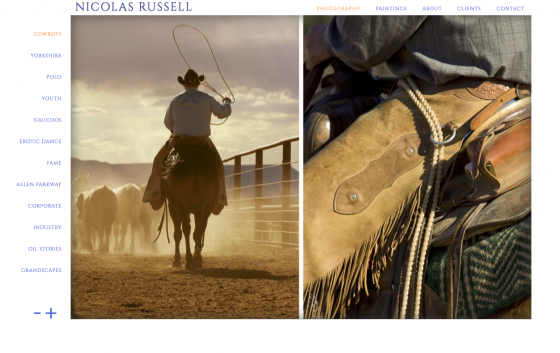 NICOLAS RUSSELL
PHOTOGRAPHY PAINTINGS ABOUT CLIENTS CONTACT
COWBOYS
YORKSHIRE
POLO
YOUTH
GAUCHOS
EROTIC DANCE
FAME
ALLEN PARKWAY
CORPORATE
INDUSTRY
OIL STORIES
GRANDSCAPES
- +